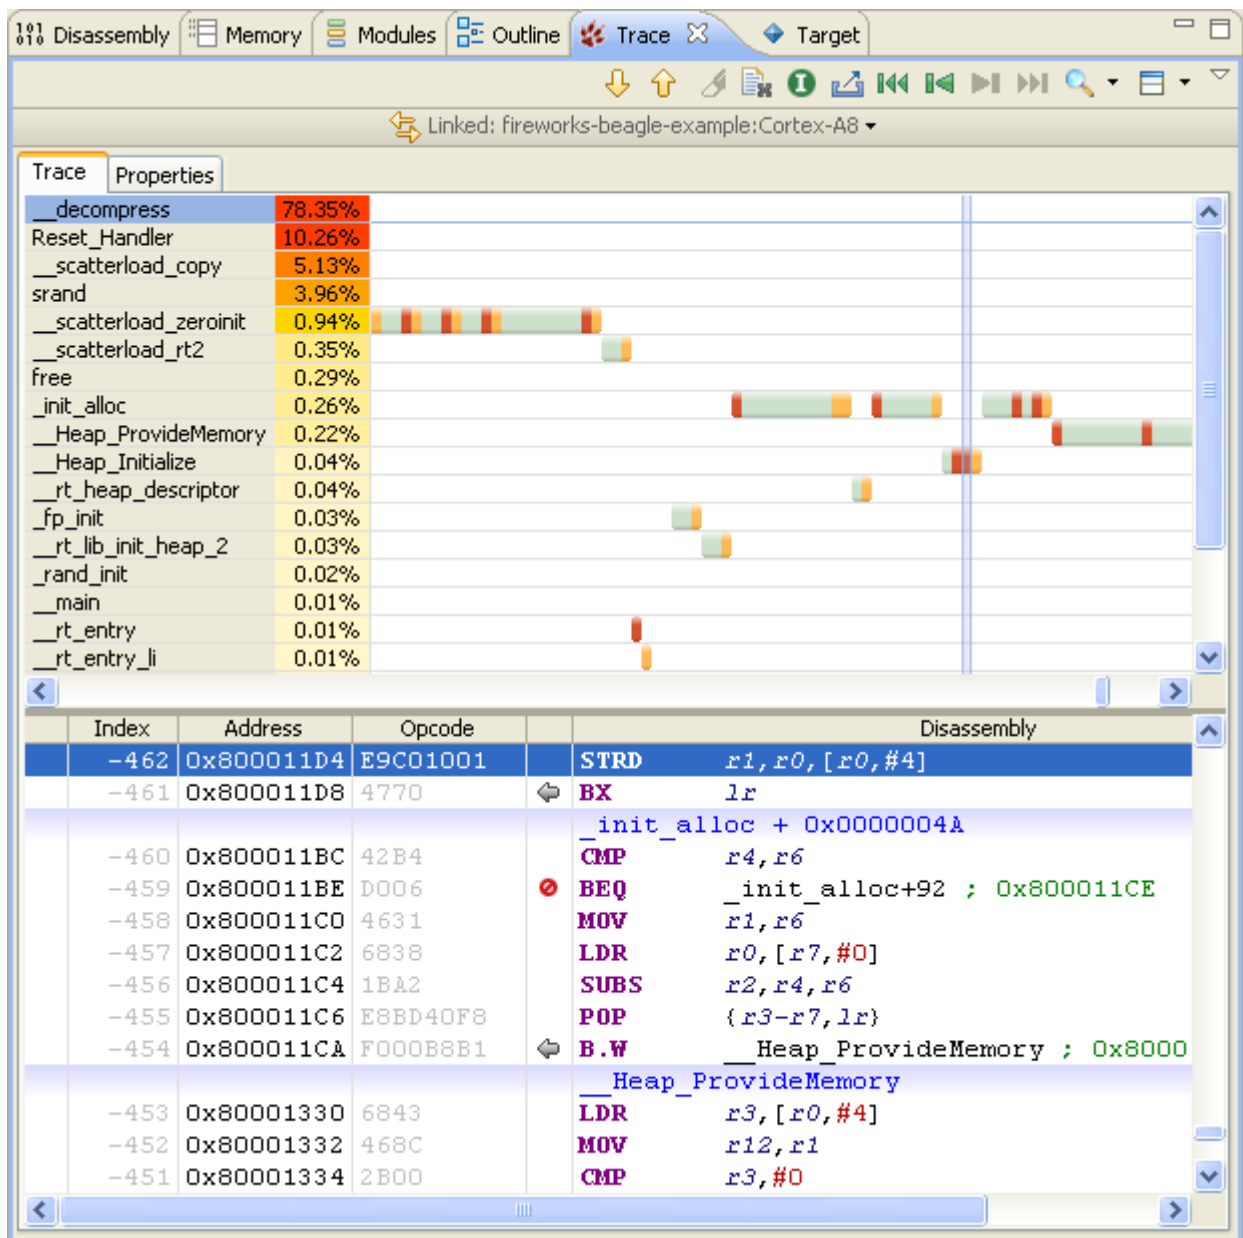 Disassembly Memory Modules Outline Trace Target
Linked: fireworks-beagle-example:Cortex-A8
Trace Properties
__decompress 78.35%
Reset_Handler 10.26%
__scatterload_copy 5.13%
srand 3.96%
__scatterload_zeroinit 0.94%
__scatterload_rt2 0.35%
free 0.29%
_init_alloc 0.26%
__Heap_ProvideMemory 0.22%
__Heap_Initialize 0.04%
__rt_heap_descriptor 0.04%
_fp_init 0.03%
__rt_lib_init_heap_2 0.03%
_rand_init 0.02%
__main 0.01%
__rt_entry 0.01%
__rt_entry_li 0.01%
Index Address Opcode Disassembly
-462 0x800011D4 E9C01001 STRD r1,r0,[r0,#4]
-461 0x800011D8 4770 BX lr
_init_alloc + 0x0000004A
-460 0x800011BC 42B4 CMP r4,r6
-459 0x800011BE D006 BEQ _init_alloc+92 ; 0x800011CE
-458 0x800011C0 4631 MOV r1,r6
-457 0x800011C2 6838 LDR r0,[r7,#0]
-456 0x800011C4 1BA2 SUBS r2,r4,r6
-455 0x800011C6 E8BD40F8 POP {r3-r7,lr}
-454 0x800011CA F000B8B1 B.W __Heap_ProvideMemory ; 0x8000
__Heap_ProvideMemory
-453 0x80001330 6843 LDR r3,[r0,#4]
-452 0x80001332 468C MOV r12,r1
-451 0x80001334 2B00 CMP r3,#0